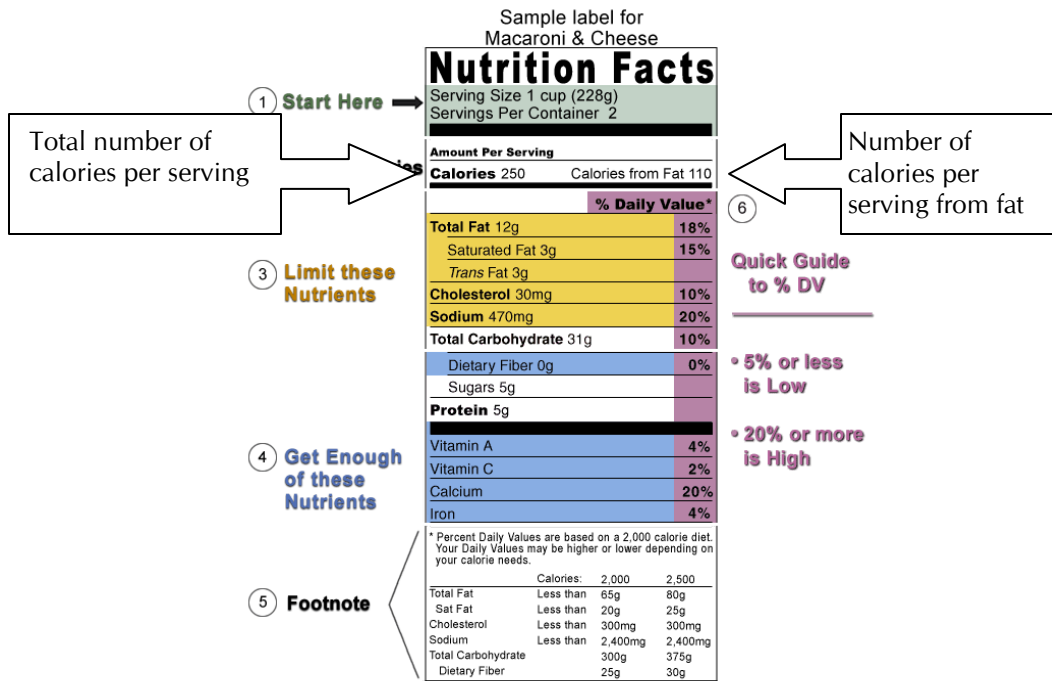 Sample label for
Macaroni & Cheese
Nutrition Facts
1 Start Here
Serving Size 1 cup (228g)
Servings Per Container 2
Total number of
calories per serving
Amount Per Serving
Calories 250 Calories from Fat 110
Number of
calories per
serving from fat
% Daily Value*
6
Total Fat 12g 18%
Saturated Fat 3g 15%
Trans Fat 3g
3 Limit these
Nutrients
Cholesterol 30mg 10%
Sodium 470mg 20%
Total Carbohydrate 31g 10%
Dietary Fiber 0g 0%
Sugars 5g
Protein 5g
Quick Guide
to % DV
• 5% or less
is Low
• 20% or more
is High
4 Get Enough
of these
Nutrients
Vitamin A 4%
Vitamin C 2%
Calcium 20%
Iron 4%
5 Footnote
* Percent Daily Values are based on a 2,000 calorie diet.
Your Daily Values may be higher or lower depending on
your calorie needs.
Calories: 2,000 2,500
Total Fat Less than 65g 80g
Sat Fat Less than 20g 25g
Cholesterol Less than 300mg 300mg
Sodium Less than 2,400mg 2,400mg
Total Carbohydrate 300g 375g
Dietary Fiber 25g 30g